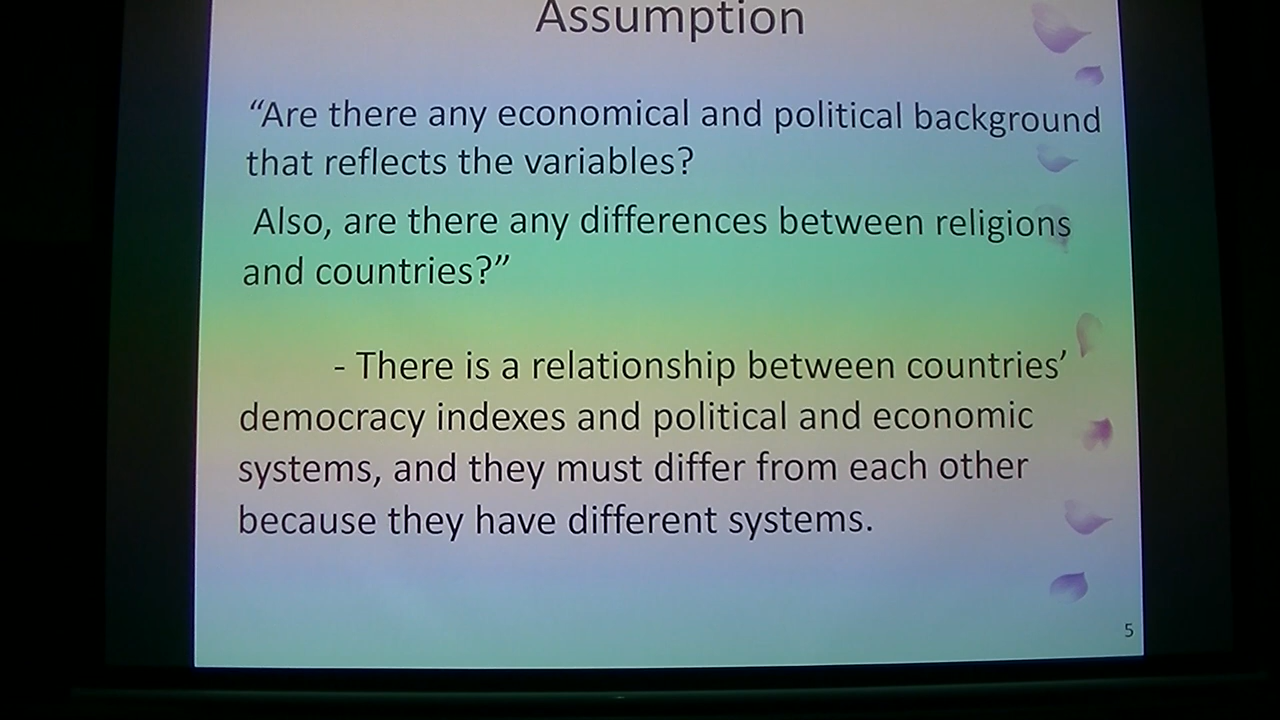 Assumption
“Are there any economical and political background
that reflects the variables?
Also, are there any differences between religions
and countries?”
- There is a relationship between countries’
democracy indexes and political and economic
systems, and they must differ from each other
because they have different systems.
5